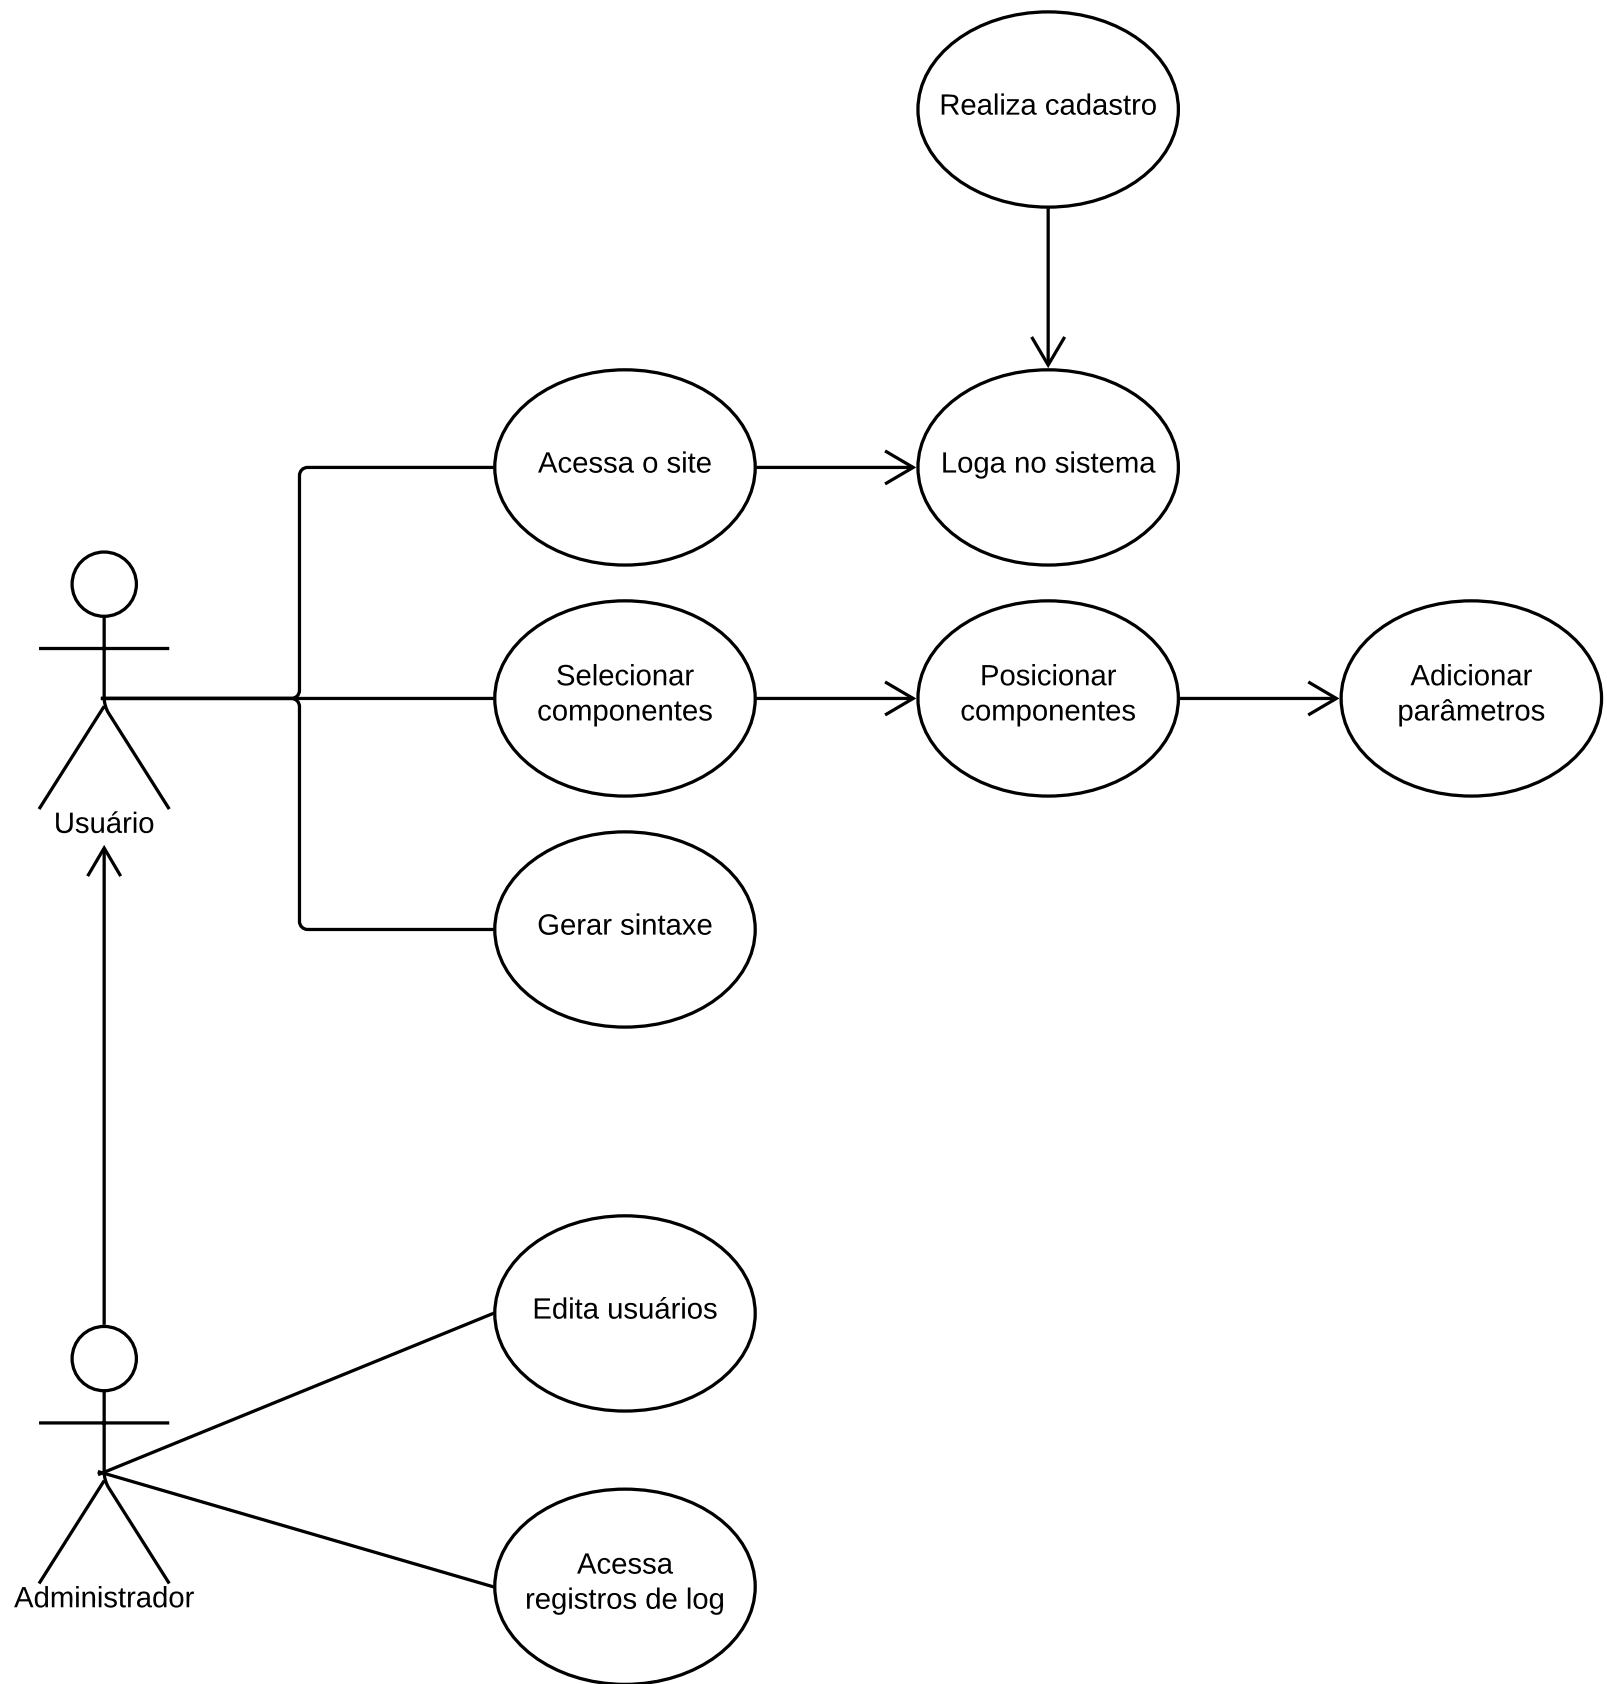 Realiza cadastro
Acessa o site
Loga no sistema
Selecionar
componentes
Posicionar
componentes
Adicionar
parâmetros
Usuário
Gerar sintaxe
Edita usuários
Acessa
registros de log
Administrador